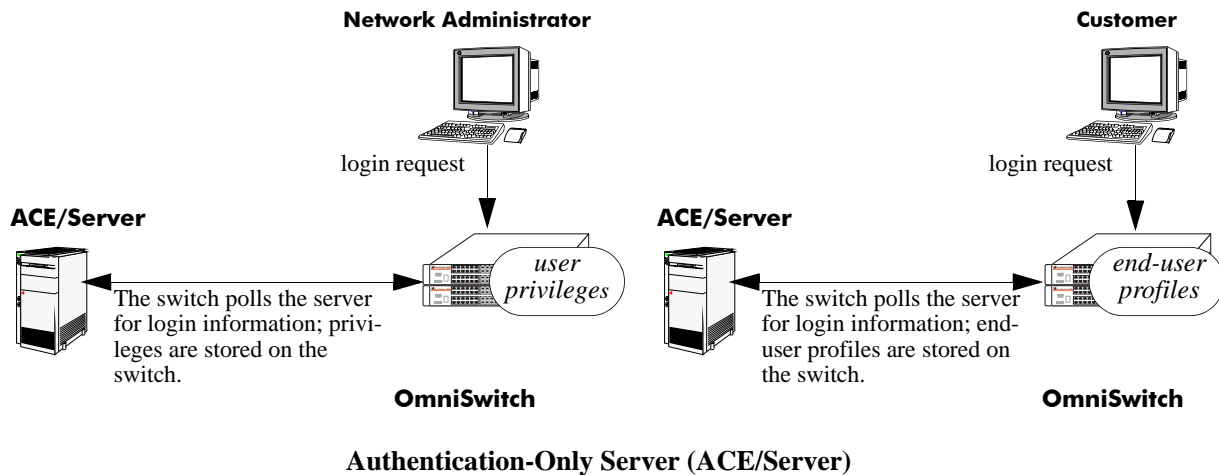 Network Administrator
login request
ACE/Server
user
privileges
The switch polls the server
for login information; privi-
leges are stored on the
switch.
OmniSwitch
Customer
login request
ACE/Server
end-user
profiles
The switch polls the server
for login information; end-
user profiles are stored on
the switch.
OmniSwitch
Authentication-Only Server (ACE/Server)